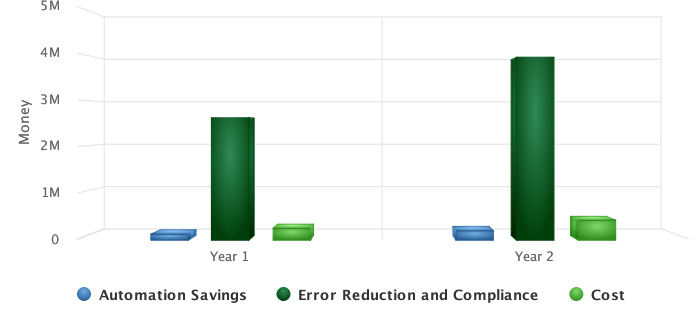 5M
4M
3M
2M
1M
0
Money
Year 1
Year 2
Automation Savings
Error Reduction and Compliance
Cost